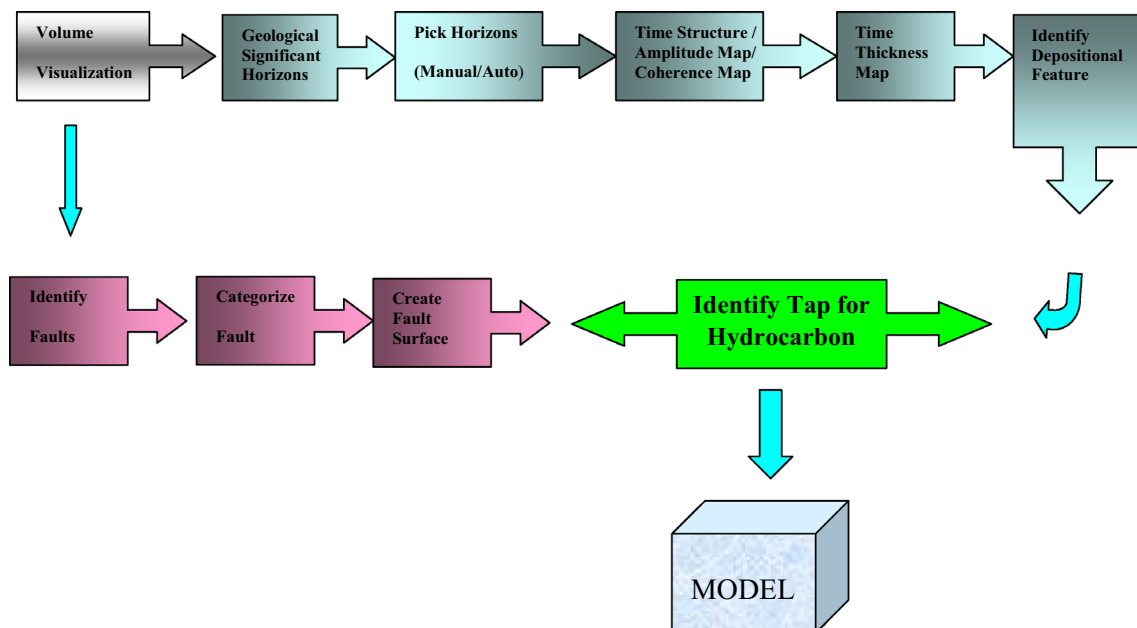 Volume
Visualization
Geological
Significant
Horizons
Pick Horizons
(Manual/Auto)
Time Structure /
Amplitude Map/
Coherence Map
Time
Thickness
Map
Identify
Depositional
Feature
Identify
Faults
Categorize
Fault
Create
Fault
Surface
Identify Tap for
Hydrocarbon
MODEL